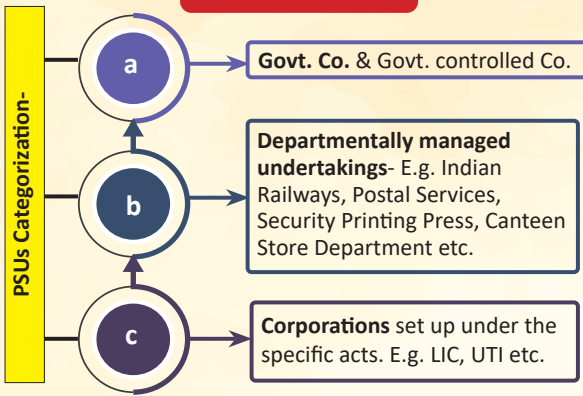 PSUs Categorization-
a
Govt. Co. & Govt. controlled Co.
b
Departmentally managed
undertakings- E.g. Indian
Railways, Postal Services,
Security Printing Press, Canteen
Store Department etc.
c
Corporations set up under the
specific acts. E.g. LIC, UTI etc.